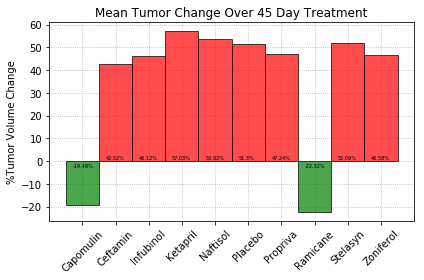 Mean Tumor Change Over 45 Day Treatment
%Tumor Volume Change
60
50
40
30
20
10
0
−10
−20
-19.48%
42.52%
46.12%
57.03%
53.92%
51.3%
47.24%
-22.32%
52.09%
46.58%
Capomulin
Ceftamin
Infubinol
Ketapril
Naftisol
Placebo
Propriva
Ramicane
Stelasyn
Zoniferol